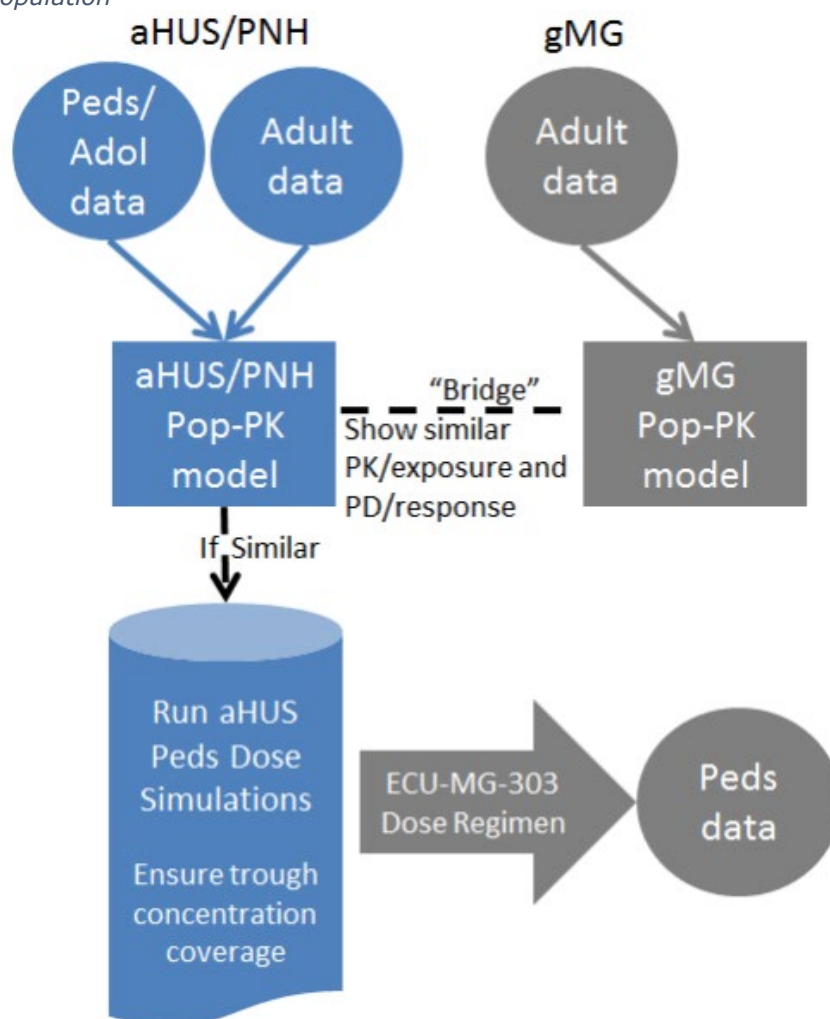 opulation
aHUS/PNH
gMG
Peds/
Adol
data
Adult
data
Adult
data
aHUS/PNH
Pop-PK
model
"Bridge"
Show similar
PK/exposure and
PD/response
gMG
Pop-PK
model
If Similar
Run aHUS
Peds Dose
Simulations
Ensure trough
concentration
coverage
ECU-MG-303
Dose Regimen
Peds
data